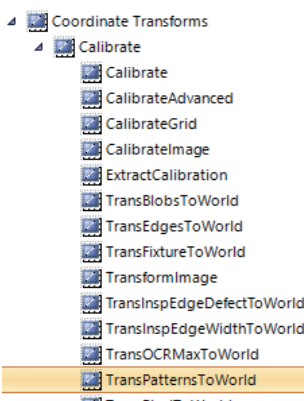 Coordinate Transforms
Calibrate
Calibrate
CalibrateAdvanced
CalibrateGrid
CalibrateImage
ExtractCalibration
TransBlobsToWorld
TransEdgesToWorld
TransFixtureToWorld
TransformImage
TransInspEdgeDefectToWorld
TransInspEdgeWidthToWorld
TransOCRMaxToWorld
TransPatternsToWorld